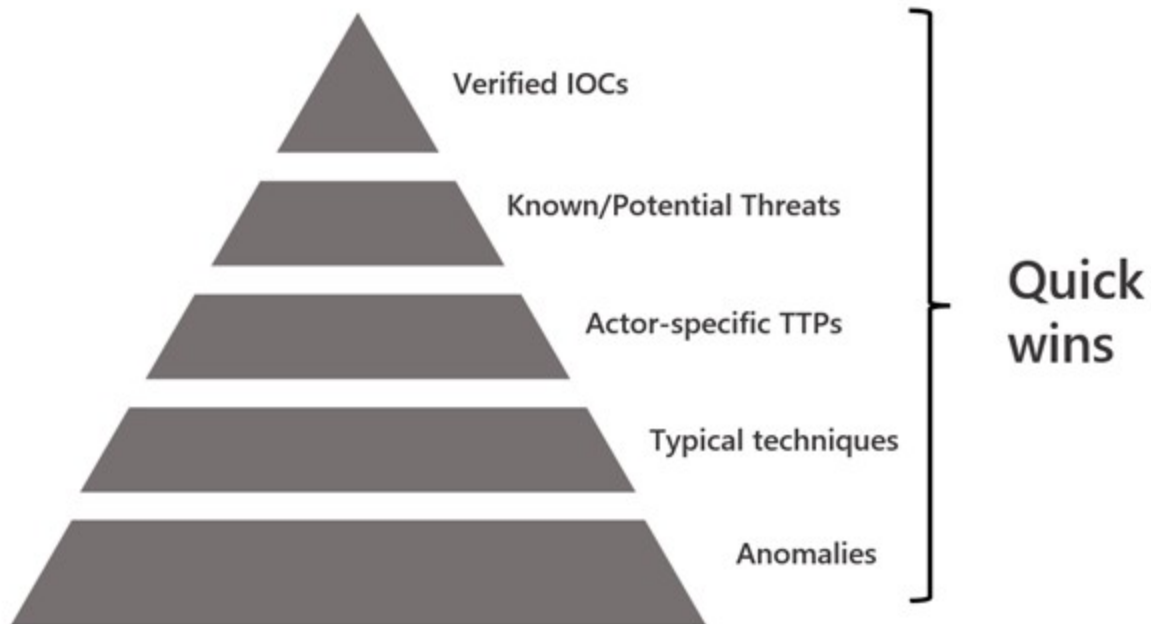 Verified IOCs
Known/Potential Threats
Actor-specific TTPs
Typical techniques
Anomalies
Quick
wins